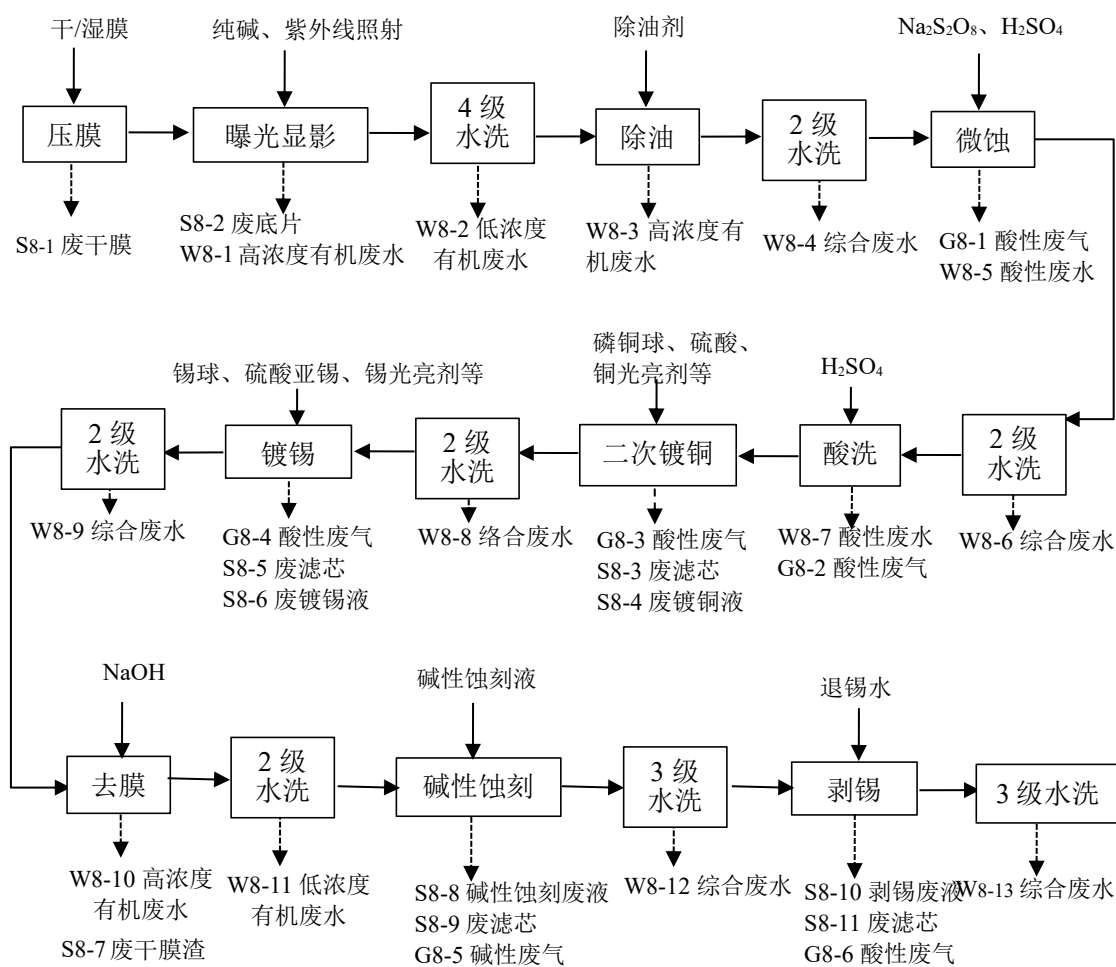 干/湿膜
纯碱、紫外线照射
除油剂
Na₂S₂O₈、H₂SO₄
压膜
曝光显影
4 级
水洗
除油
2 级
水洗
微蚀
S8-1 废干膜
S8-2 废底片
W8-1 高浓度有机废水
W8-2 低浓度
有机废水
W8-3 高浓度有
机废水
W8-4 综合废水
G8-1 酸性废气
W8-5 酸性废水
锡球、硫酸亚锡、锡光亮剂等
磷铜球、硫酸、
铜光亮剂等
H₂SO₄
2 级
水洗
镀锡
2 级
水洗
二次镀铜
酸洗
2 级
水洗
W8-9 综合废水
G8-4 酸性废气
S8-5 废滤芯
S8-6 废镀锡液
W8-8 络合废水
G8-3 酸性废气
S8-3 废滤芯
S8-4 废镀铜液
W8-7 酸性废水
G8-2 酸性废气
W8-6 综合废水
NaOH
碱性蚀刻液
退锡水
去膜
2 级
水洗
碱性蚀刻
3 级
水洗
剥锡
3 级水洗
W8-10 高浓度
有机废水
S8-7 废干膜渣
W8-11 低浓度
有机废水
S8-8 碱性蚀刻废液
S8-9 废滤芯
G8-5 碱性废气
W8-12 综合废水
S8-10 剥锡废液
S8-11 废滤芯
G8-6 酸性废气
W8-13 综合废水